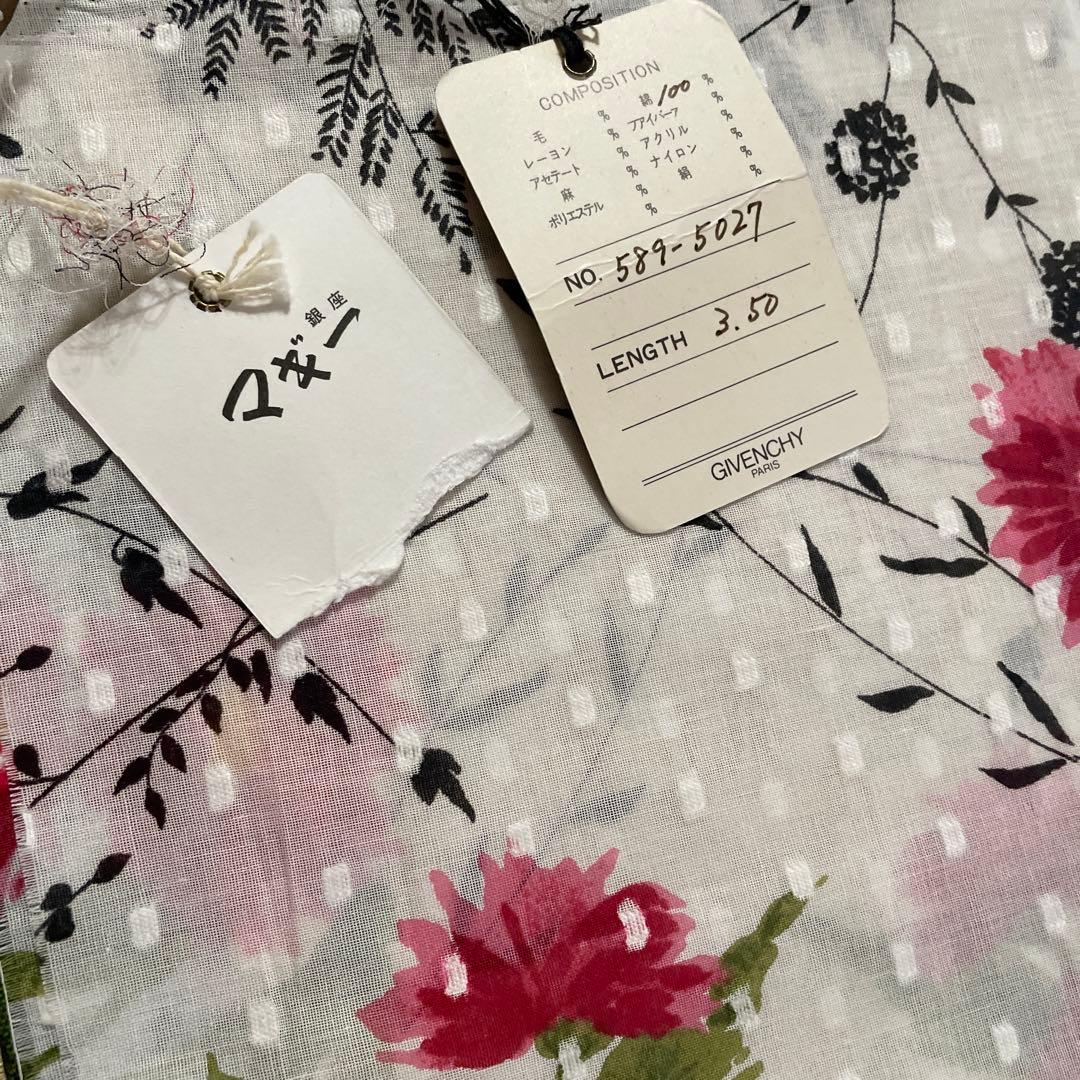 銀座
マギー
COMPOSITION
毛 % 綿 100 %
レーヨン % フアイバーフ %
アセテート % アクリル %
麻 % ナイロン %
ポリエステル % 絹 %
NO. 589-5027
LENGTH 3.50
GIVENCHY
PARIS